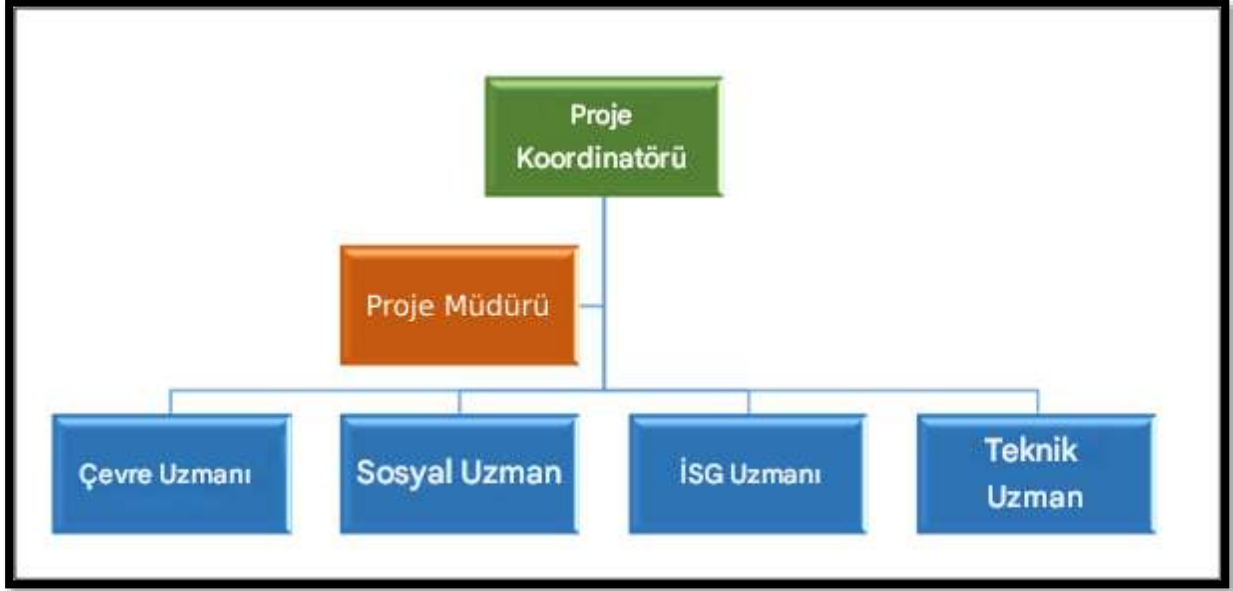 Proje
Koordinatörü
Proje Müdürü
Çevre Uzmanı
Sosyal Uzman
İSG Uzmanı
Teknik
Uzman